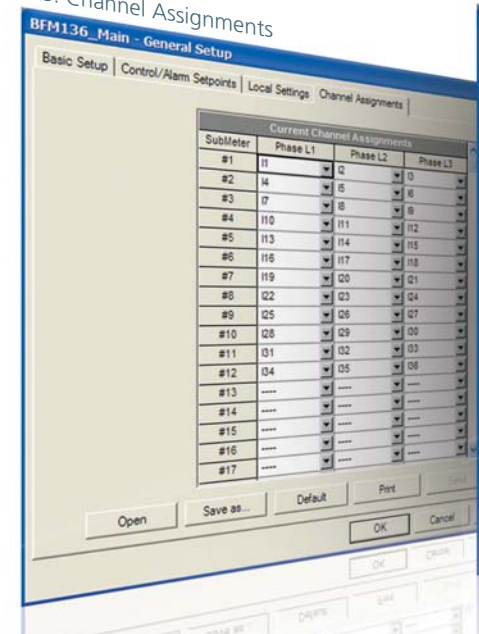 Channel Assignments
BFM136_Main - General Setup
Basic Setup Control/Alarm Setpoints Local Settings Channel Assignments
Current Channel Assignments
SubMeter Phase L1 Phase L2 Phase L3
#1 I1 I2 I3
#2 I4 I5 I6
#3 I7 I8 I9
#4 I10 I11 I12
#5 I13 I14 I15
#6 I16 I17 I18
#7 I19 I20 I21
#8 I22 I23 I24
#9 I25 I26 I27
#10 I28 I29 I30
#11 I31 I32 I33
#12 I34 I35 I36
#13 ---- ---- ----
#14 ---- ---- ----
#15 ---- ---- ----
#16 ---- ---- ----
#17 ---- ---- ----
Open Save as... Default Print Send
OK Cancel